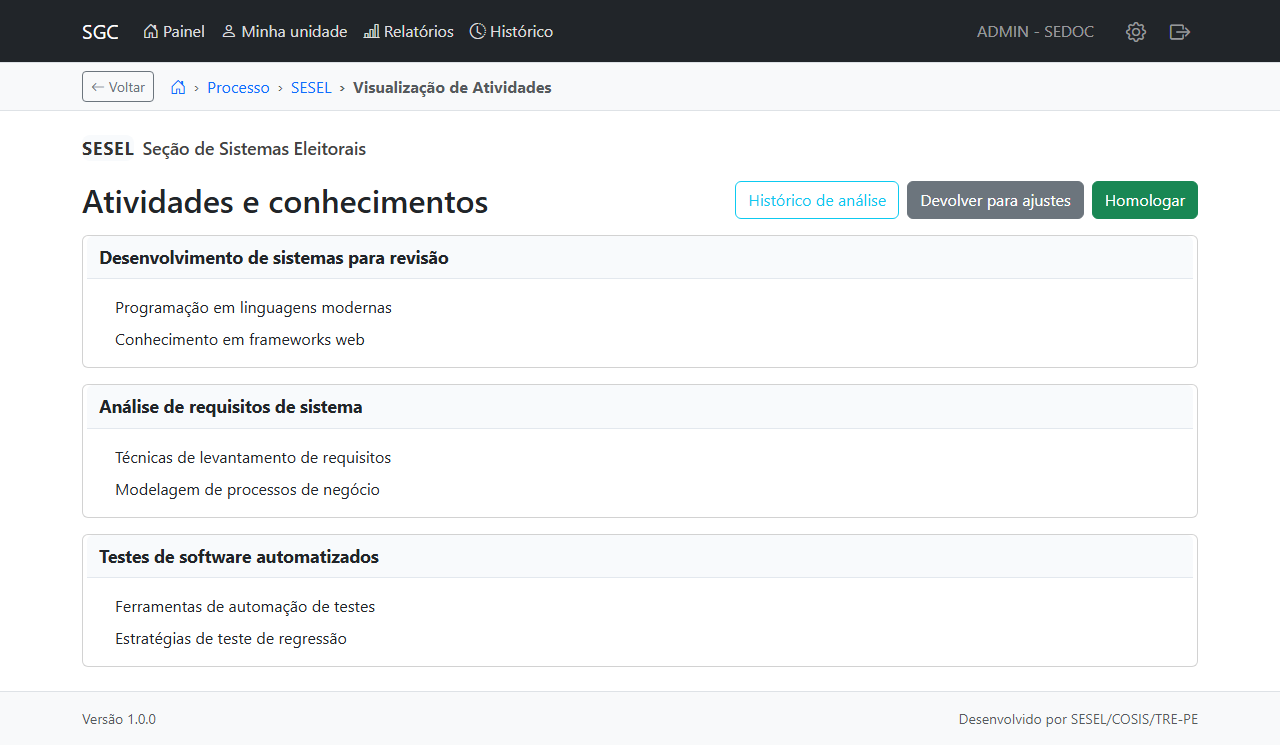 SGC Painel Minha unidade Relatórios Histórico ADMIN - SEDOC
Voltar › Processo › SESEL › Visualização de Atividades
SESEL Seção de Sistemas Eleitorais
Atividades e conhecimentos Histórico de análise Devolver para ajustes Homologar
Desenvolvimento de sistemas para revisão
Programação em linguagens modernas
Conhecimento em frameworks web
Análise de requisitos de sistema
Técnicas de levantamento de requisitos
Modelagem de processos de negócio
Testes de software automatizados
Ferramentas de automação de testes
Estratégias de teste de regressão
Versão 1.0.0 Desenvolvido por SESEL/COSIS/TRE-PE